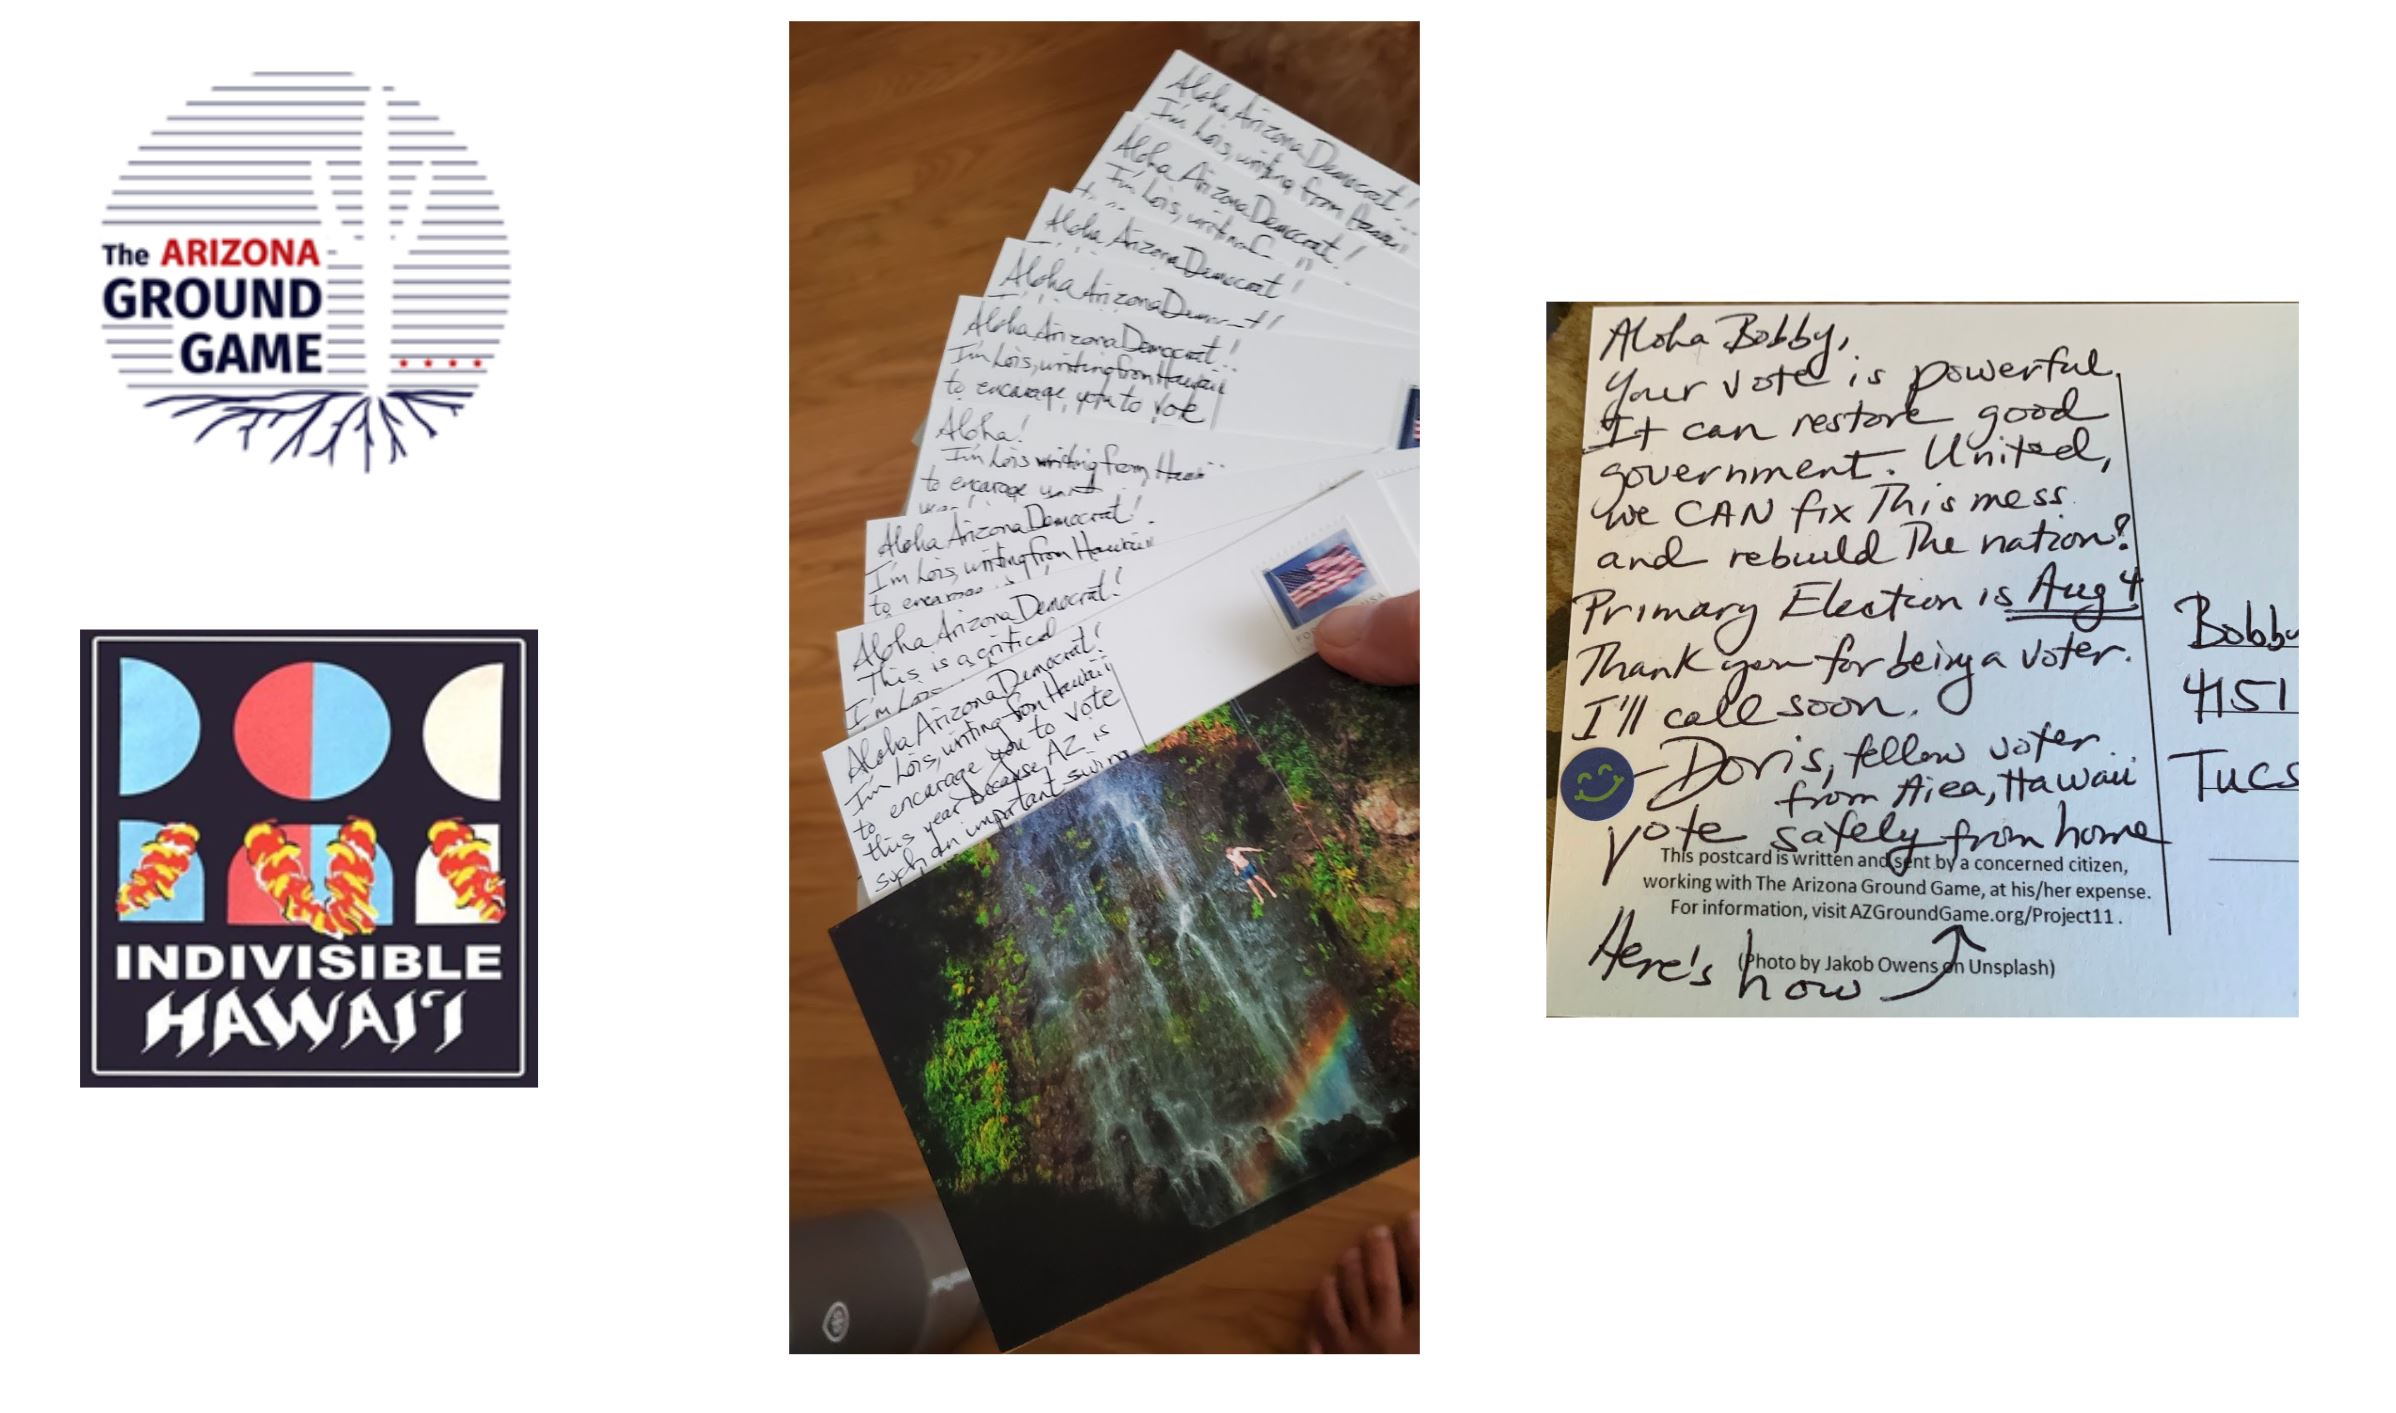 The ARIZONA
GROUND
GAME
INDIVISIBLE
HAWAI'I
Aloha Arizona Democrat!
I'm Lois, writing from Hawaii
Aloha Arizona Democrat!
I'm Lois, writing
Aloha Arizona Democrat!
Aloha Arizona Democrat!
Aloha Arizona Democrat!
I'm Lois, writing from Hawaii
to encarage you to vote
Aloha!
I'm Lois writing from Hawaii
to encarage
Aloha Arizona Democrat!
I'm Lois, writing from Hawaii
to
Aloha Arizona Democrat!
This is a critical
I'm Lois
Aloha Arizona Democrat!
I'm Lois, writing from Hawaii
to encarage you to vote
this year because AZ is
such an important swing
USA
Aloha Bobby,
Your vote is powerful.
It can restore good
government. United,
we CAN fix This mess
and rebuild The nation!
Primary Election is Aug 4
Thank you for being a voter.
I'll call soon.
- Doris, fellow voter
from Aiea, Hawaii
Vote safely from home
This postcard is written and sent by a concerned citizen,
working with The Arizona Ground Game, at his/her expense.
For information, visit AZGroundGame.org/Project11 .
Here's how
(Photo by Jakob Owens on Unsplash)
Bobby
4151
Tucs